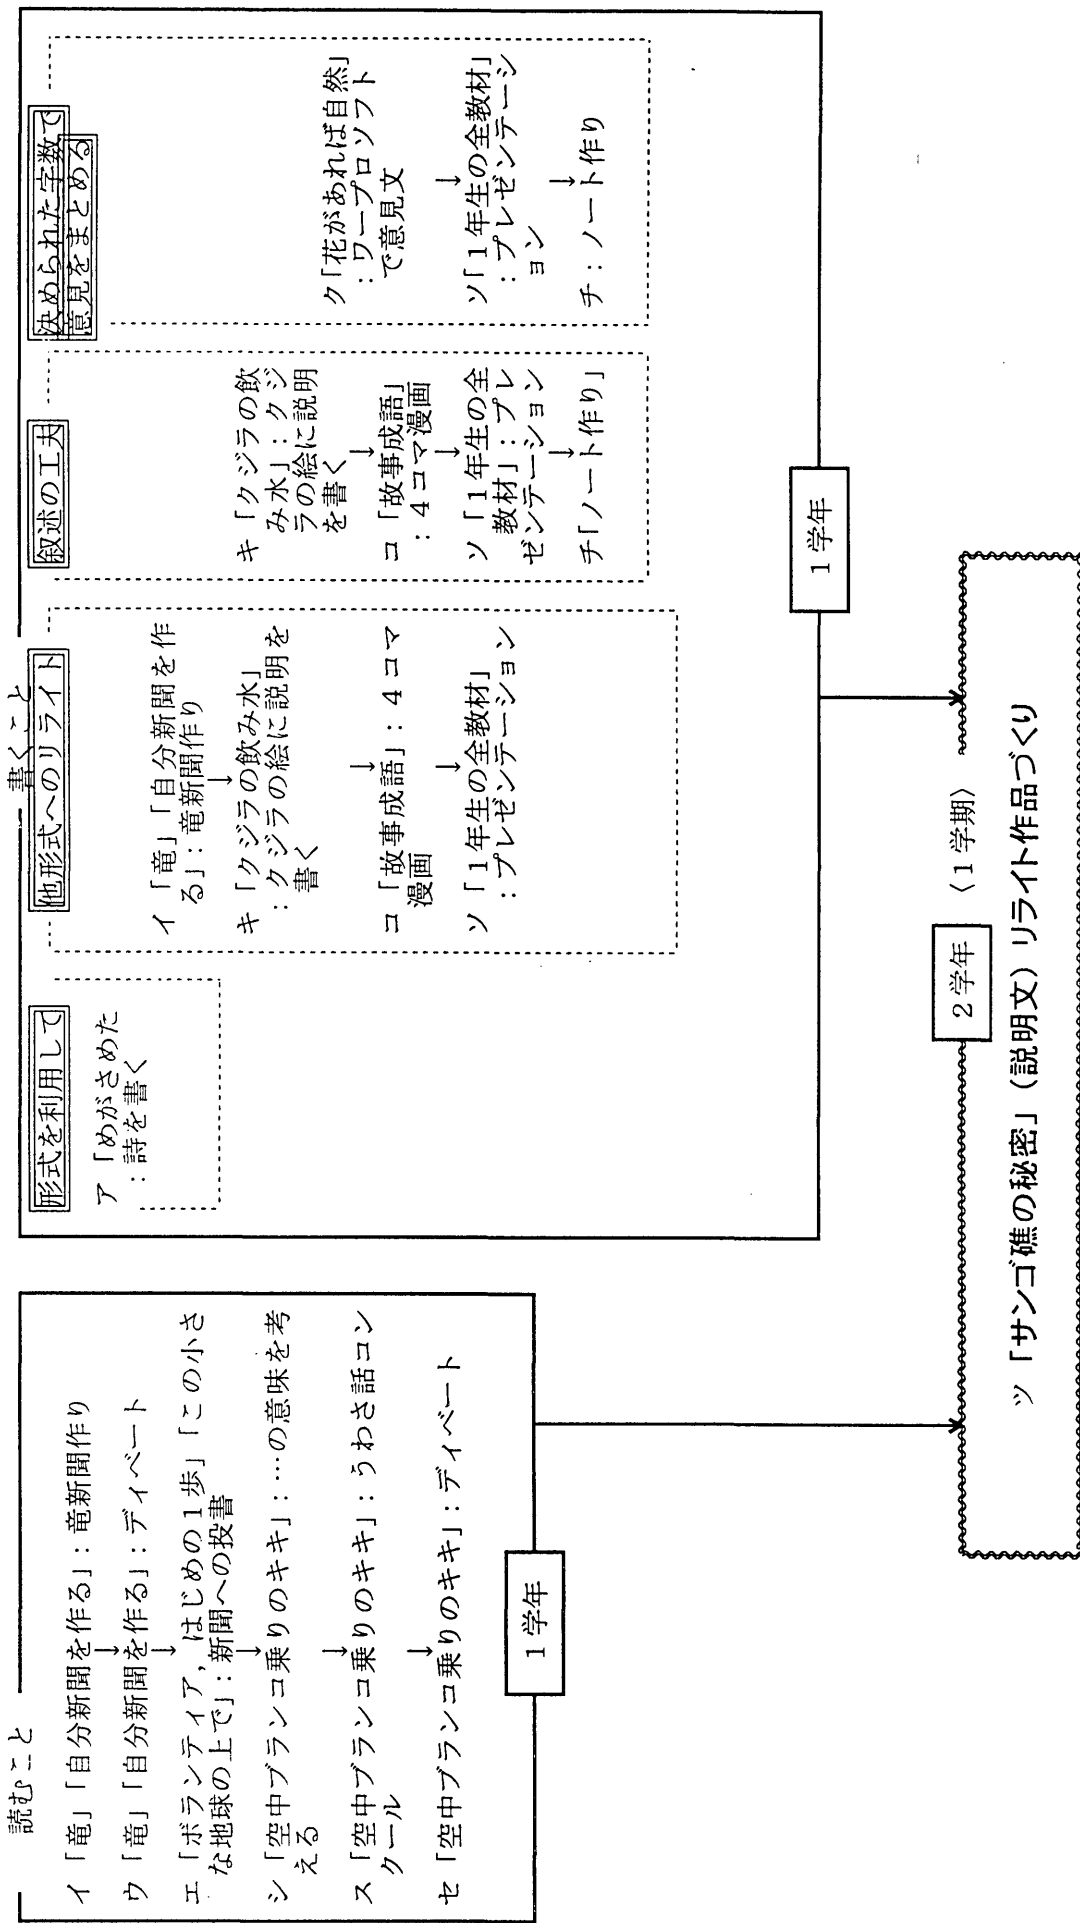 読むこと
イ「竜」「自分新聞を作る」：竜新聞作り
↓
ウ「竜」「自分新聞を作る」：ディベート
↓
エ「ボランティア，はじめの１歩」「この小さ
な地球の上で」：新聞への投書
↓
シ「空中ブランコ乗りのキキ」：…の意味を考
える
↓
ス「空中ブランコ乗りのキキ」：うわさ話コン
クール
↓
セ「空中ブランコ乗りのキキ」：ディベート
１学年
書くこと
形式を利用して
ア「めがさめた
：詩を書く
他形式へのリライト
イ 「竜」「自分新聞を作
る」：竜新聞作り
↓
キ「クジラの飲み水」
：クジラの絵に説明を
書く
↓
コ「故事成語」：４コマ
漫画
↓
ソ「１年生の全教材」
：プレゼンテーション
叙述の工夫
キ「クジラの飲
み水」：クジ
ラの絵に説明
を書く
↓
コ「故事成語」
：４コマ漫画
↓
ソ「１年生の全
教材」：プレ
ゼンテーション
↓
チ「ノート作り」
決められた字数で
意見をまとめる
ク「花があれば自然」
：ワープロソフト
で意見文
↓
ソ「１年生の全教材」
：プレゼンテーシ
ョン
↓
チ：ノート作り
１学年
２学年 〈１学期〉
ツ「サンゴ礁の秘密」（説明文）リライト作品づくり